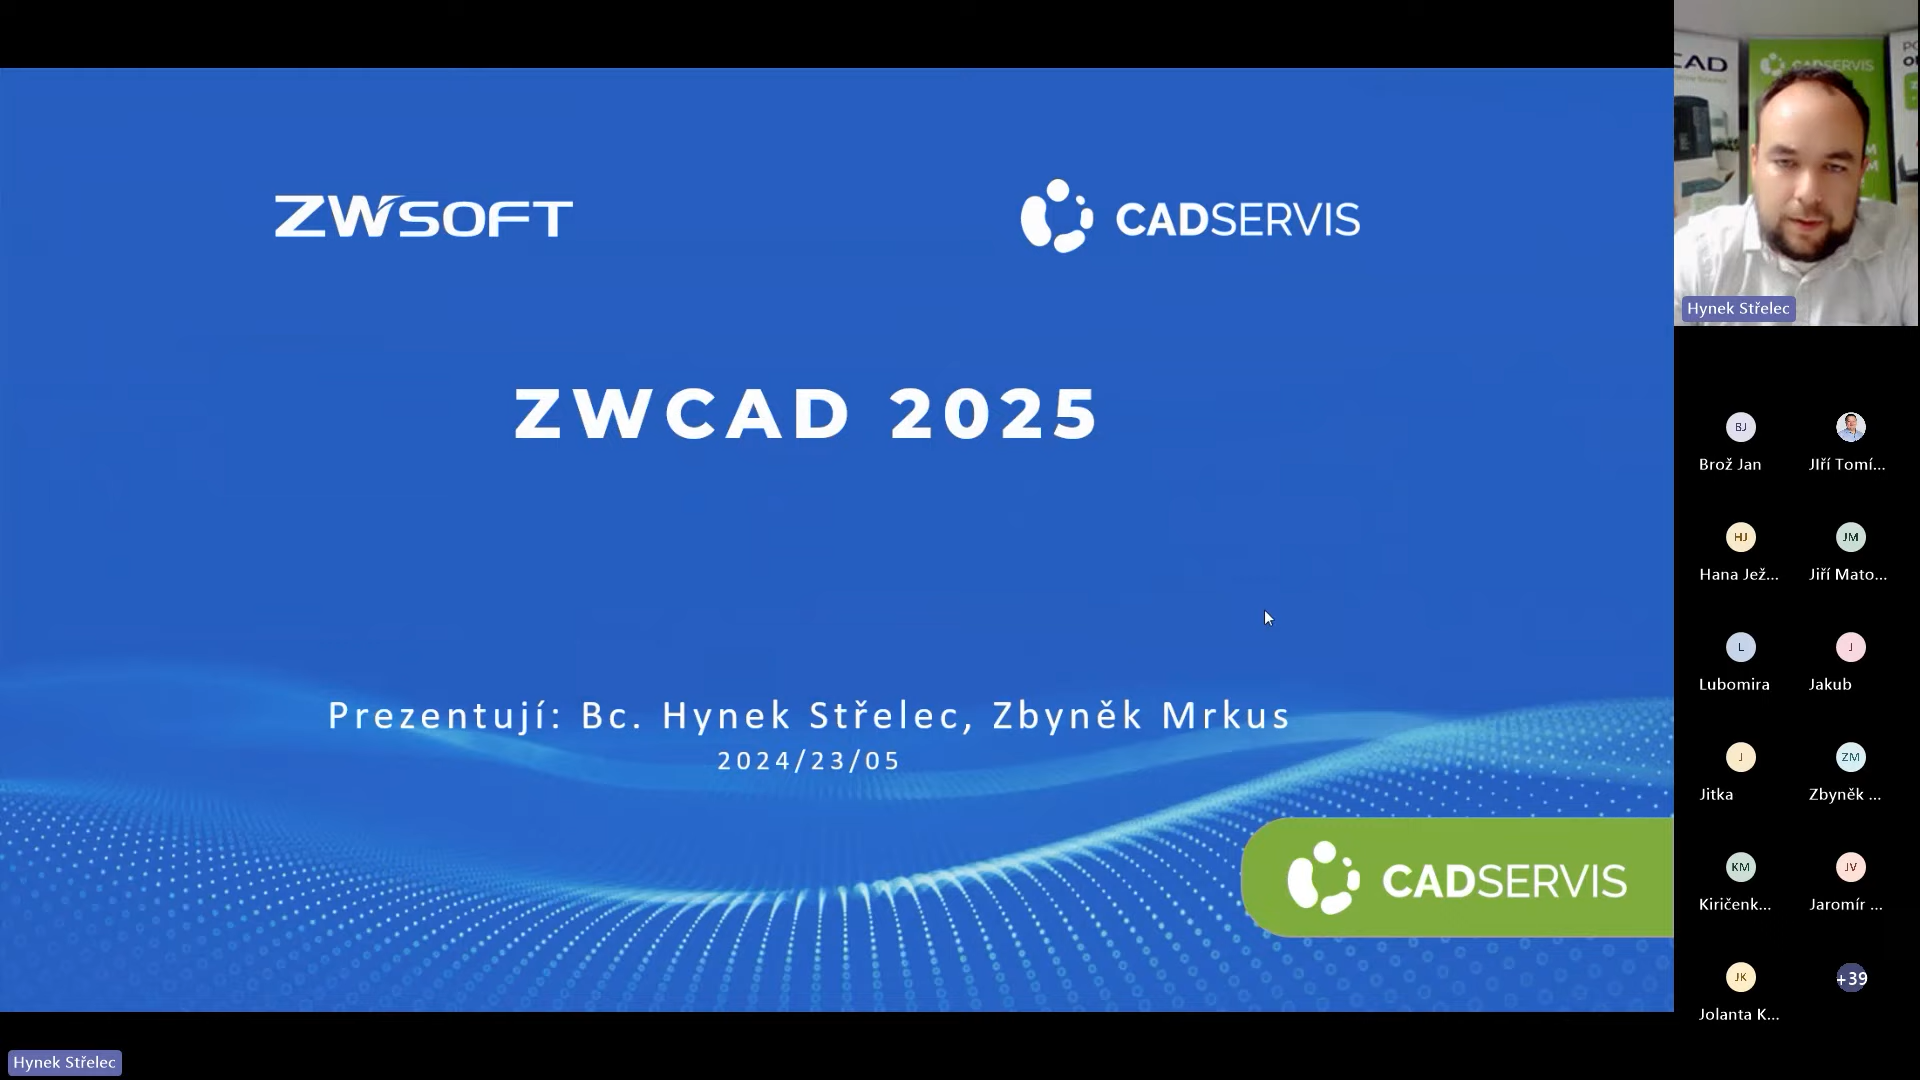 ZWSOFT
CADSERVIS
ZWCAD 2025
Prezentují: Bc. Hynek Střelec, Zbyněk Mrkus
2024/23/05
CADSERVIS
CAD
CADSERVIS
Hynek Střelec
BJ
Brož Jan
JIří Tomí...
HJ
Hana Jež...
JM
Jiří Mato...
L
Lubomira
J
Jakub
J
Jitka
ZM
Zbyněk ...
KM
Kiričenk...
JV
Jaromír ...
JK
Jolanta K...
+39
Hynek Střelec